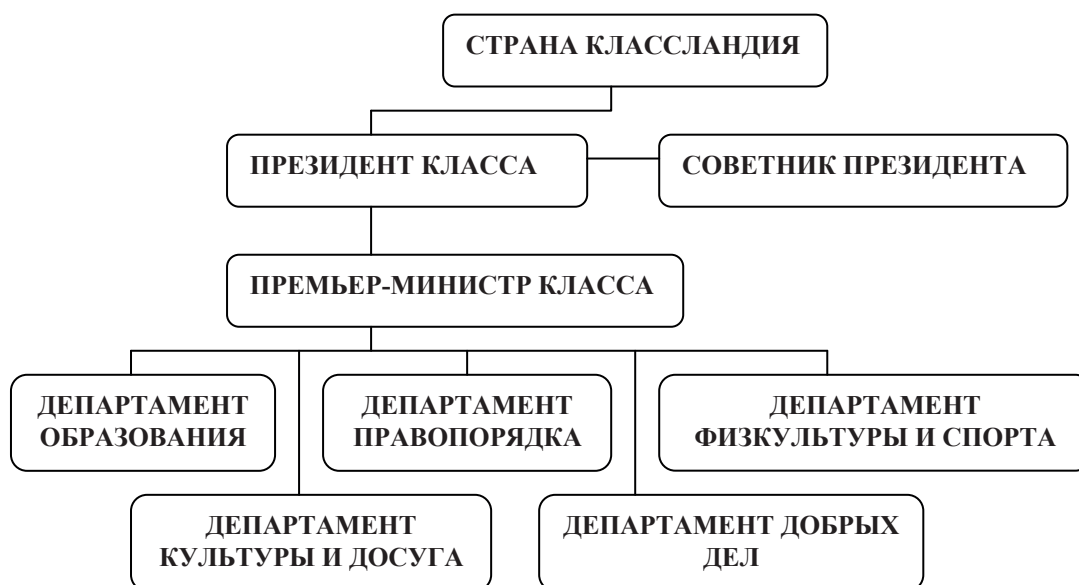 СТРАНА КЛАССЛАНДИЯ
ПРЕЗИДЕНТ КЛАССА
СОВЕТНИК ПРЕЗИДЕНТА
ПРЕМЬЕР-МИНИСТР КЛАССА
ДЕПАРТАМЕНТ
ОБРАЗОВАНИЯ
ДЕПАРТАМЕНТ
ПРАВОПОРЯДКА
ДЕПАРТАМЕНТ
ФИЗКУЛЬТУРЫ И СПОРТА
ДЕПАРТАМЕНТ
КУЛЬТУРЫ И ДОСУГА
ДЕПАРТАМЕНТ ДОБРЫХ
ДЕЛ